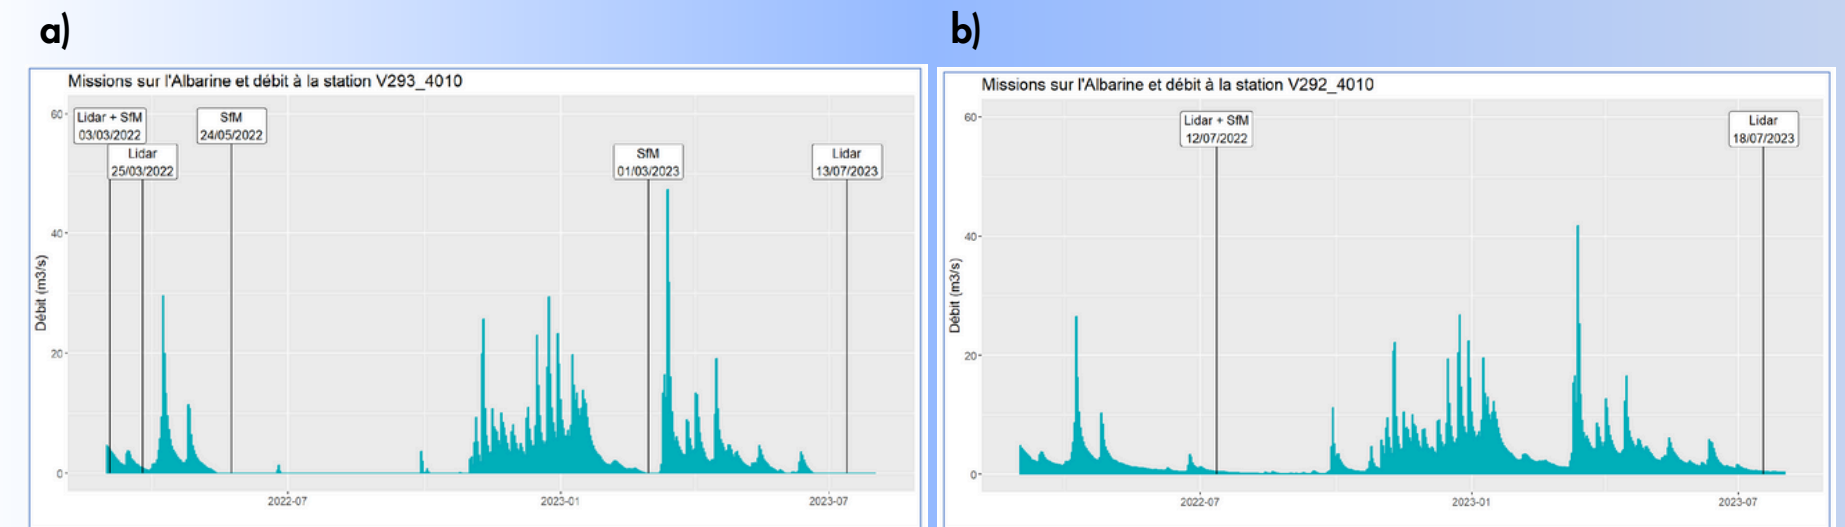 a)
Missions sur l'Albarine et débit à la station V293_4010
Débit (m3/s)
60
40
20
0
Lidar + SfM
03/03/2022
Lidar
25/03/2022
SfM
24/05/2022
SfM
01/03/2023
Lidar
13/07/2023
2022-07
2023-01
2023-07
b)
Missions sur l'Albarine et débit à la station V292_4010
Débit (m3/s)
60
40
20
0
Lidar + SfM
12/07/2022
Lidar
18/07/2023
2022-07
2023-01
2023-07